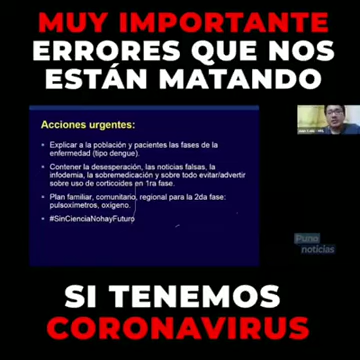 MUY IMPORTANTE
ERRORES QUE NOS
ESTÁN MATANDO
Acciones urgentes:
Explicar a la población y pacientes las fases de la
enfermedad (tipo dengue).
Contener la desesperación, las noticias falsas, la
infodemia, la sobremedicación y sobre todo evitar/advertir
sobre uso de corticoides en 1ra fase.
Plan familiar, comunitario, regional para la 2da fase:
pulsoxímetros, oxígeno.
#SinCienciaNohayFuturo
Puno
noticias
SI TENEMOS
CORONAVIRUS